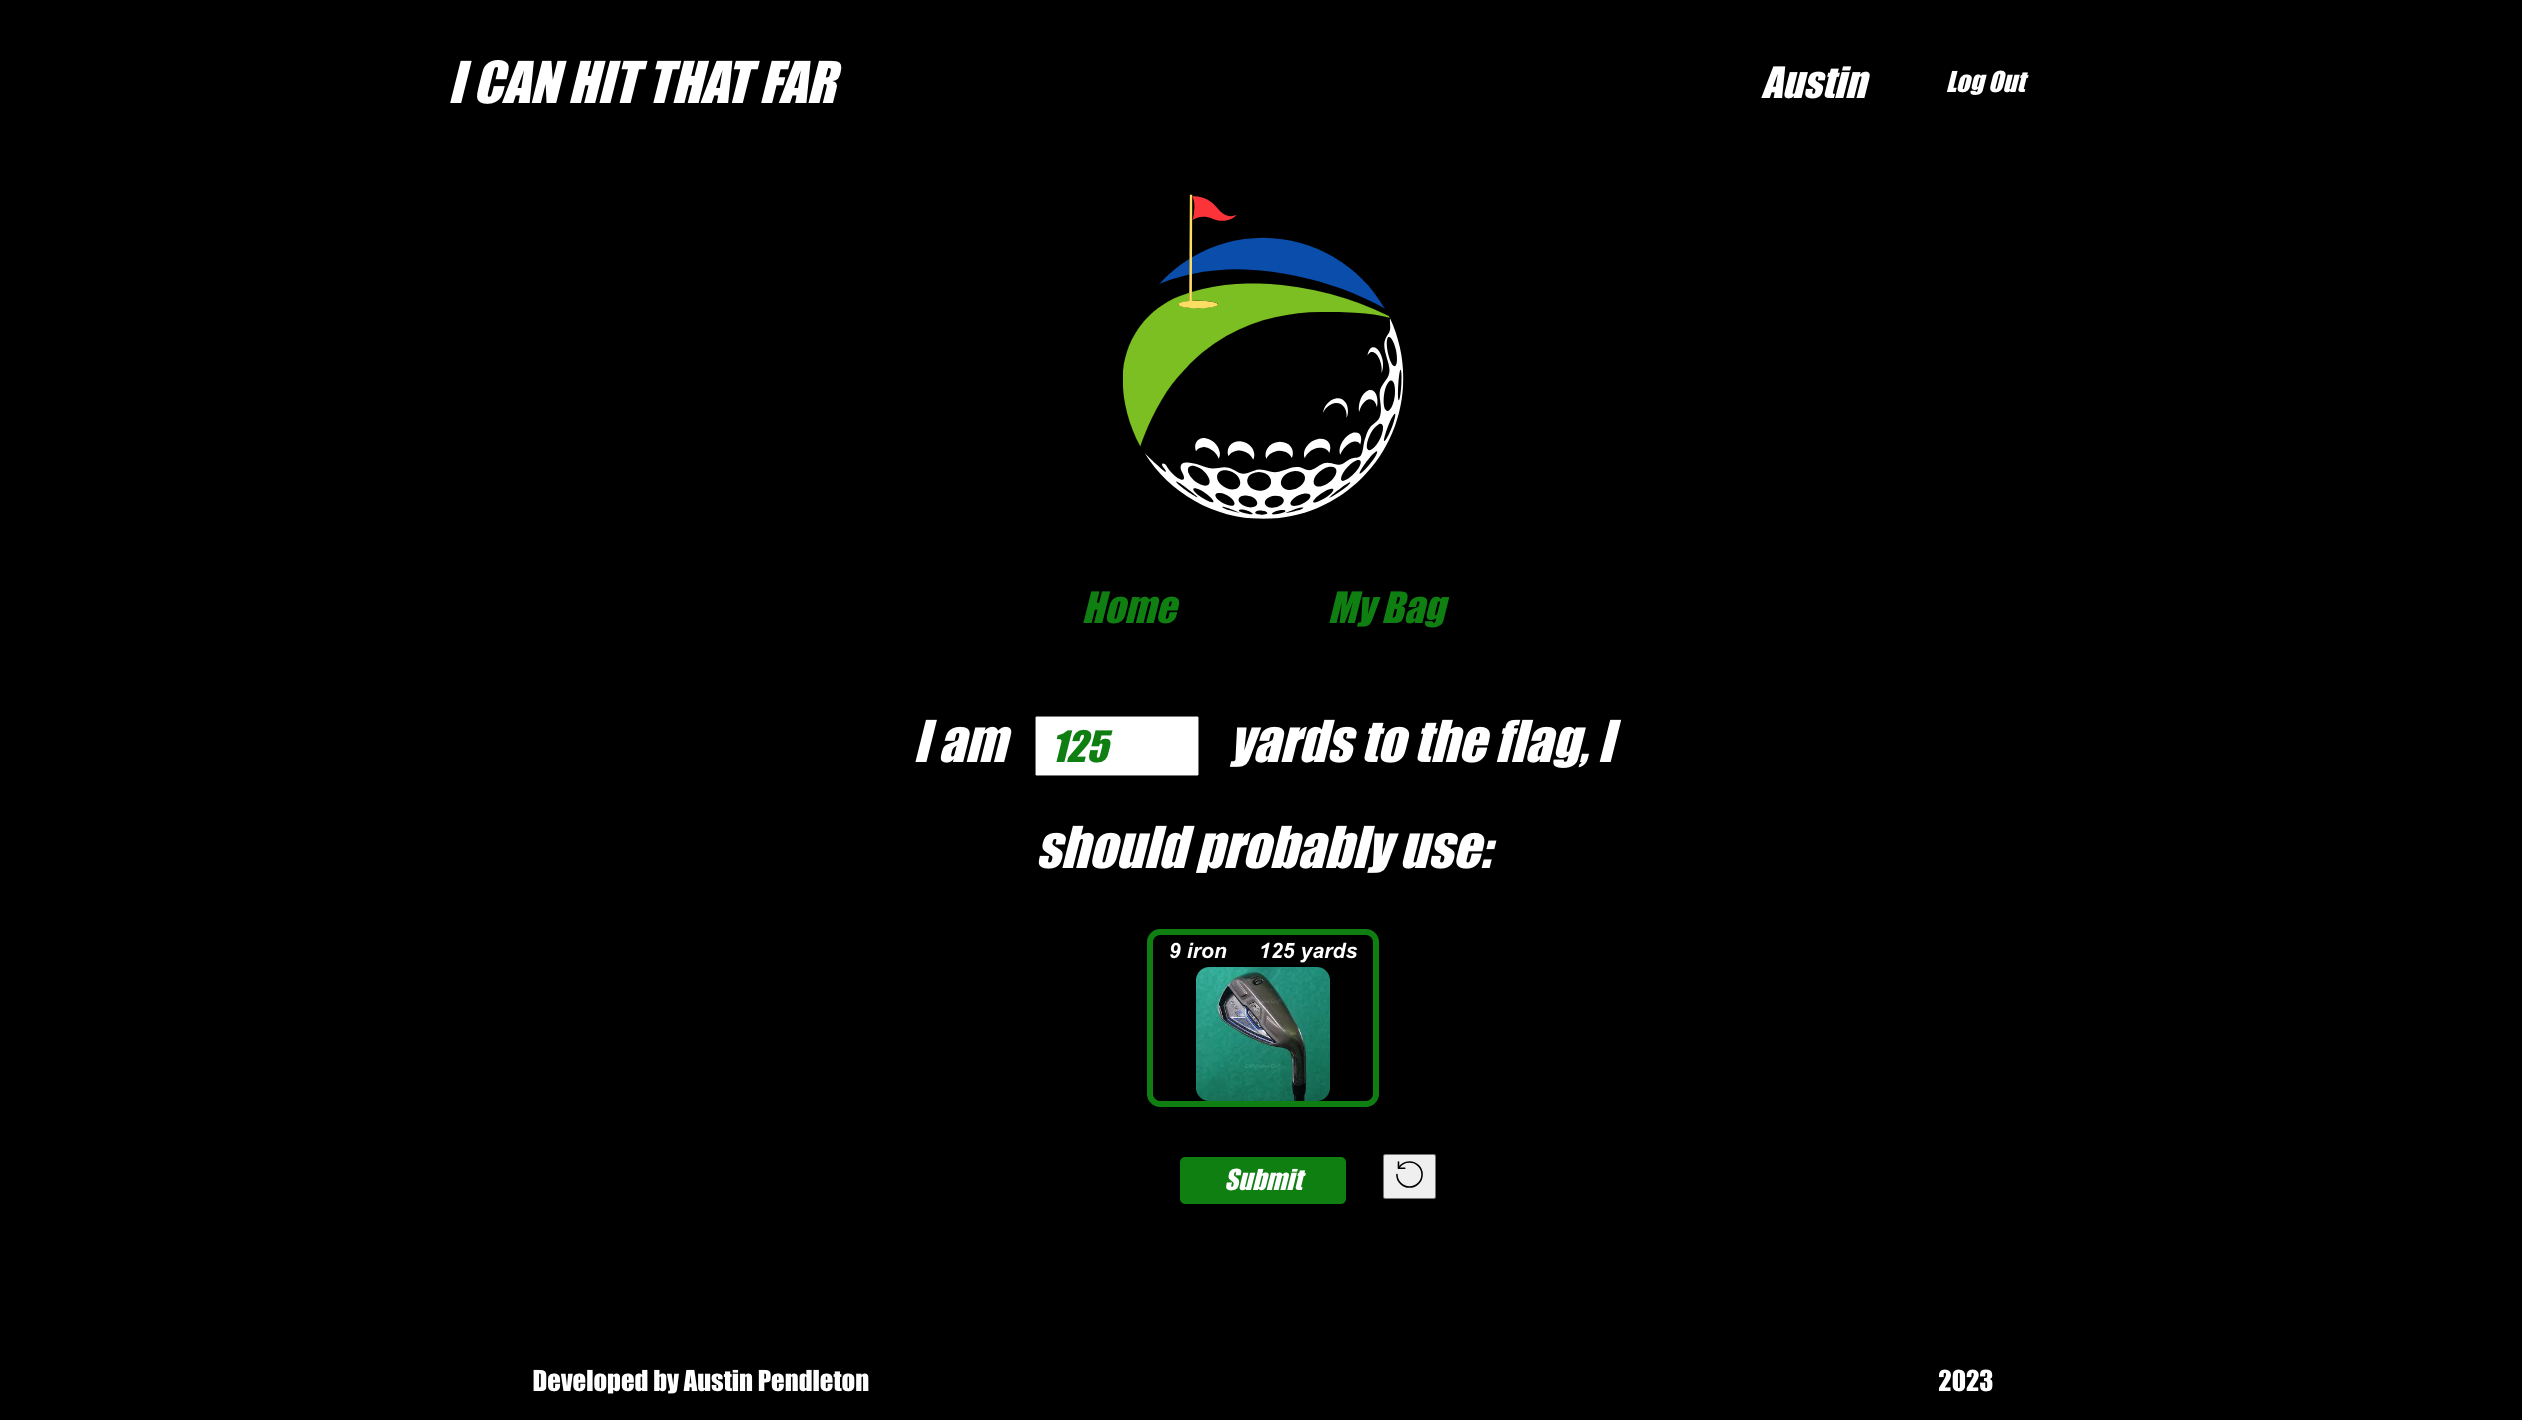 I CAN HIT THAT FAR
Austin
Log Out
Home
My Bag
I am 125 yards to the flag, I
should probably use:
9 iron 125 yards
Submit
Developed by Austin Pendleton
2023